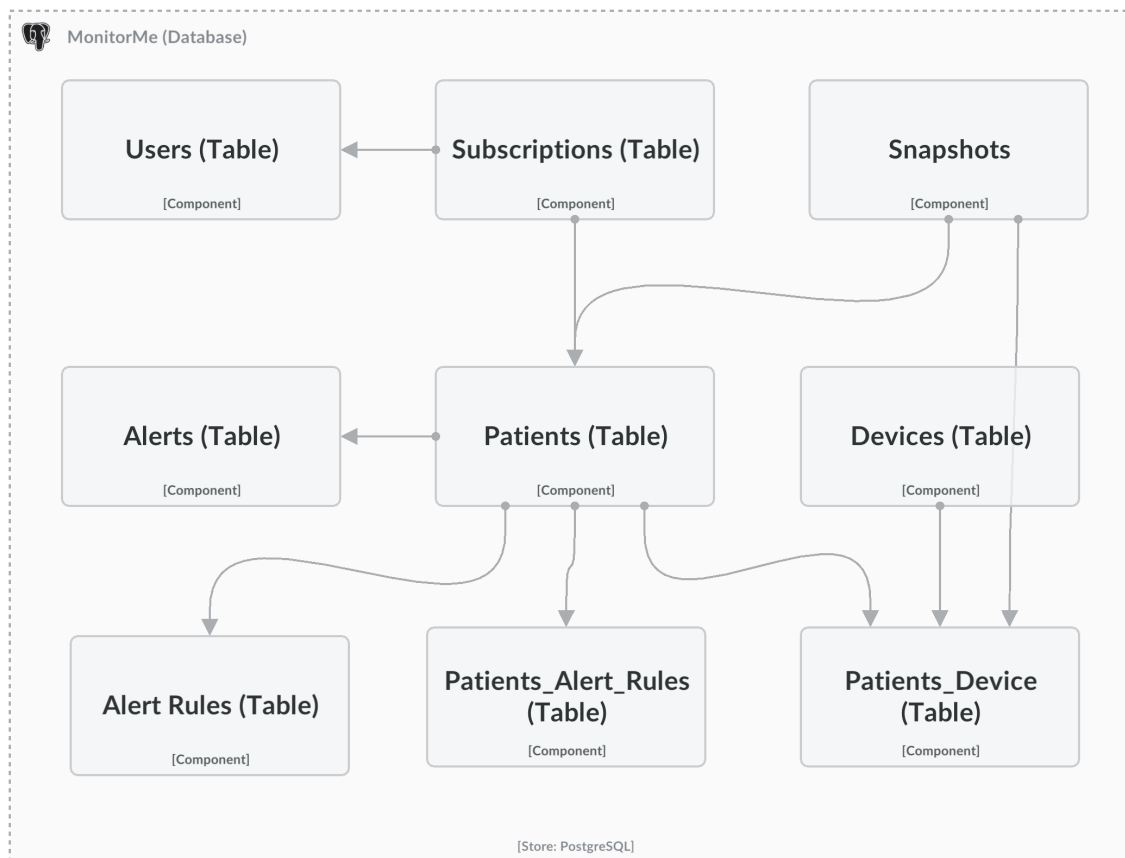 MonitorMe (Database)
Users (Table)
[Component]
Subscriptions (Table)
[Component]
Snapshots
[Component]
Alerts (Table)
[Component]
Patients (Table)
[Component]
Devices (Table)
[Component]
Alert Rules (Table)
[Component]
Patients_Alert_Rules
(Table)
[Component]
Patients_Device
(Table)
[Component]
[Store: PostgreSQL]